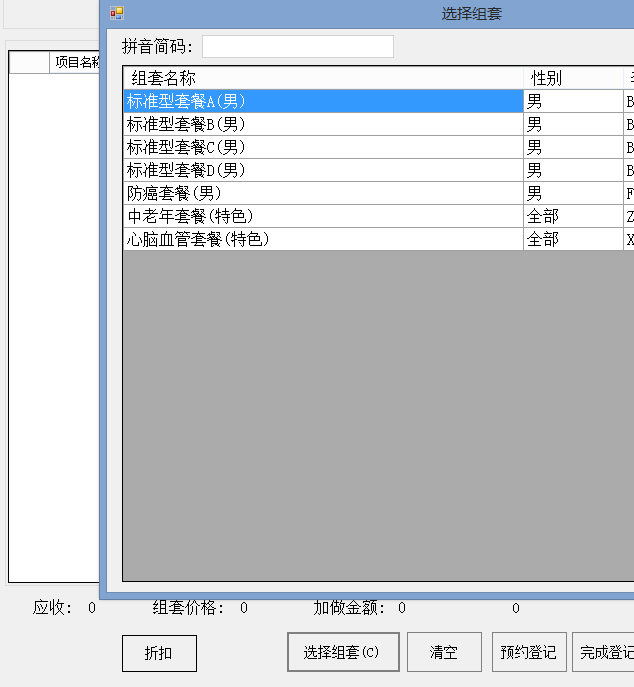 选择组套
拼音简码:
项目名称
组套名称 性别
标准型套餐A(男) 男 B
标准型套餐B(男) 男 B
标准型套餐C(男) 男 B
标准型套餐D(男) 男 B
防癌套餐(男) 男 F
中老年套餐(特色) 全部 Z
心脑血管套餐(特色) 全部 X
应收: 0 组套价格: 0 加做金额: 0 0
折扣 选择组套(C) 清空 预约登记 完成登记